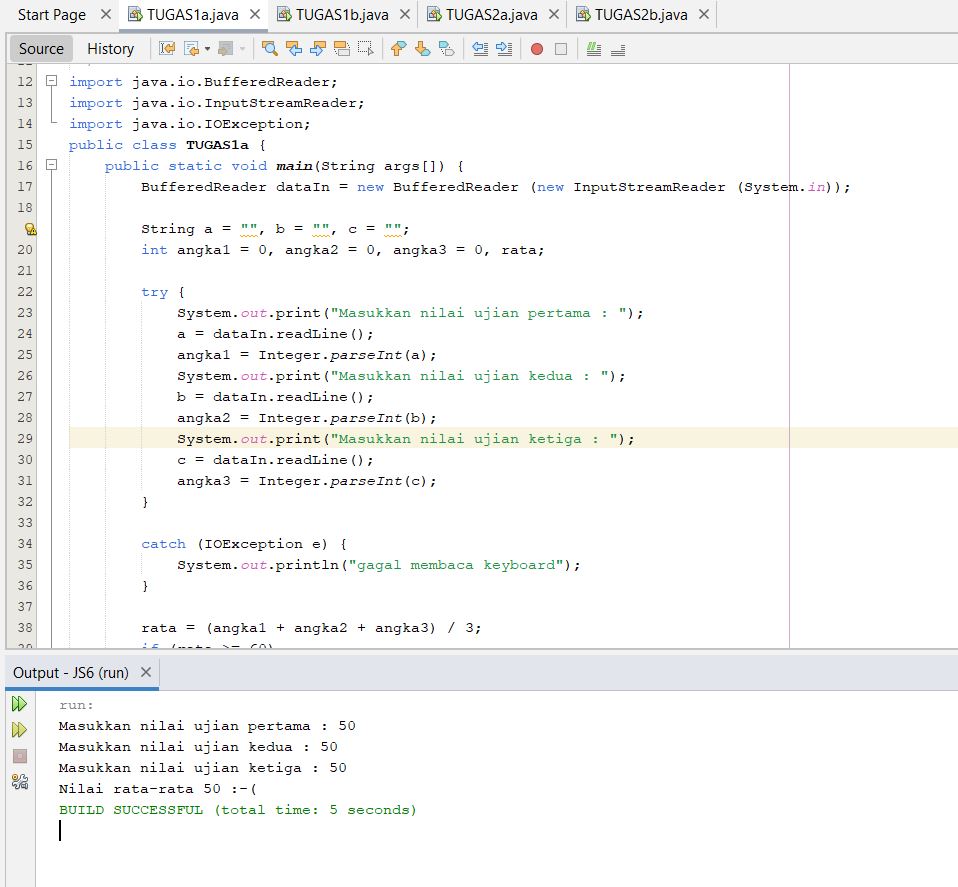 Start Page TUGAS1a.java TUGAS1b.java TUGAS2a.java TUGAS2b.java
Source History
12 import java.io.BufferedReader;
13 import java.io.InputStreamReader;
14 import java.io.IOException;
15 public class TUGAS1a {
16 public static void main(String args[]) {
17 BufferedReader dataIn = new BufferedReader (new InputStreamReader (System.in));
18
String a = "", b = "", c = "";
20 int angka1 = 0, angka2 = 0, angka3 = 0, rata;
21
22 try {
23 System.out.print("Masukkan nilai ujian pertama : ");
24 a = dataIn.readLine();
25 angka1 = Integer.parseInt(a);
26 System.out.print("Masukkan nilai ujian kedua : ");
27 b = dataIn.readLine();
28 angka2 = Integer.parseInt(b);
29 System.out.print("Masukkan nilai ujian ketiga : ");
30 c = dataIn.readLine();
31 angka3 = Integer.parseInt(c);
32 }
33
34 catch (IOException e) {
35 System.out.println("gagal membaca keyboard");
36 }
37
38 rata = (angka1 + angka2 + angka3) / 3;
Output - JS6 (run)
run:
Masukkan nilai ujian pertama : 50
Masukkan nilai ujian kedua : 50
Masukkan nilai ujian ketiga : 50
Nilai rata-rata 50 :-(
BUILD SUCCESSFUL (total time: 5 seconds)